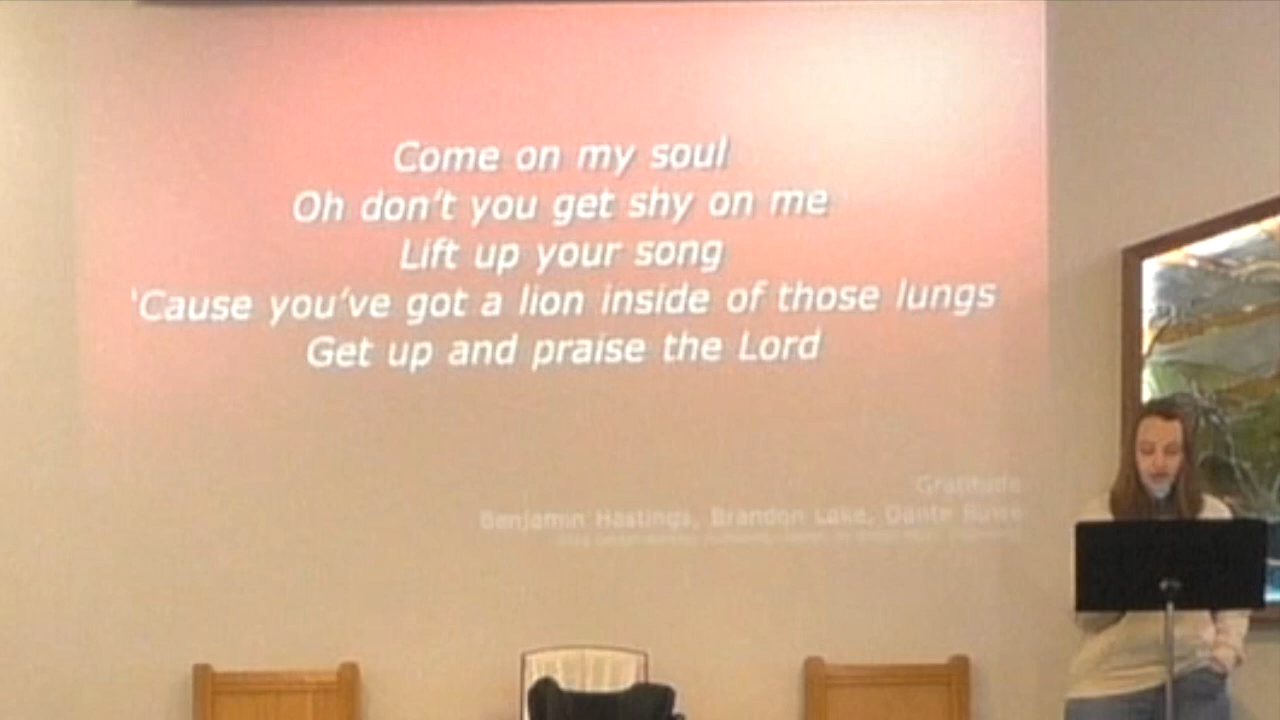 Come on my soul
Oh don't you get shy on me
Lift up your song
'Cause you've got a lion inside of those lungs
Get up and praise the Lord
Gratitude
Benjamin Hastings, Brandon Lake, Dante Bowe